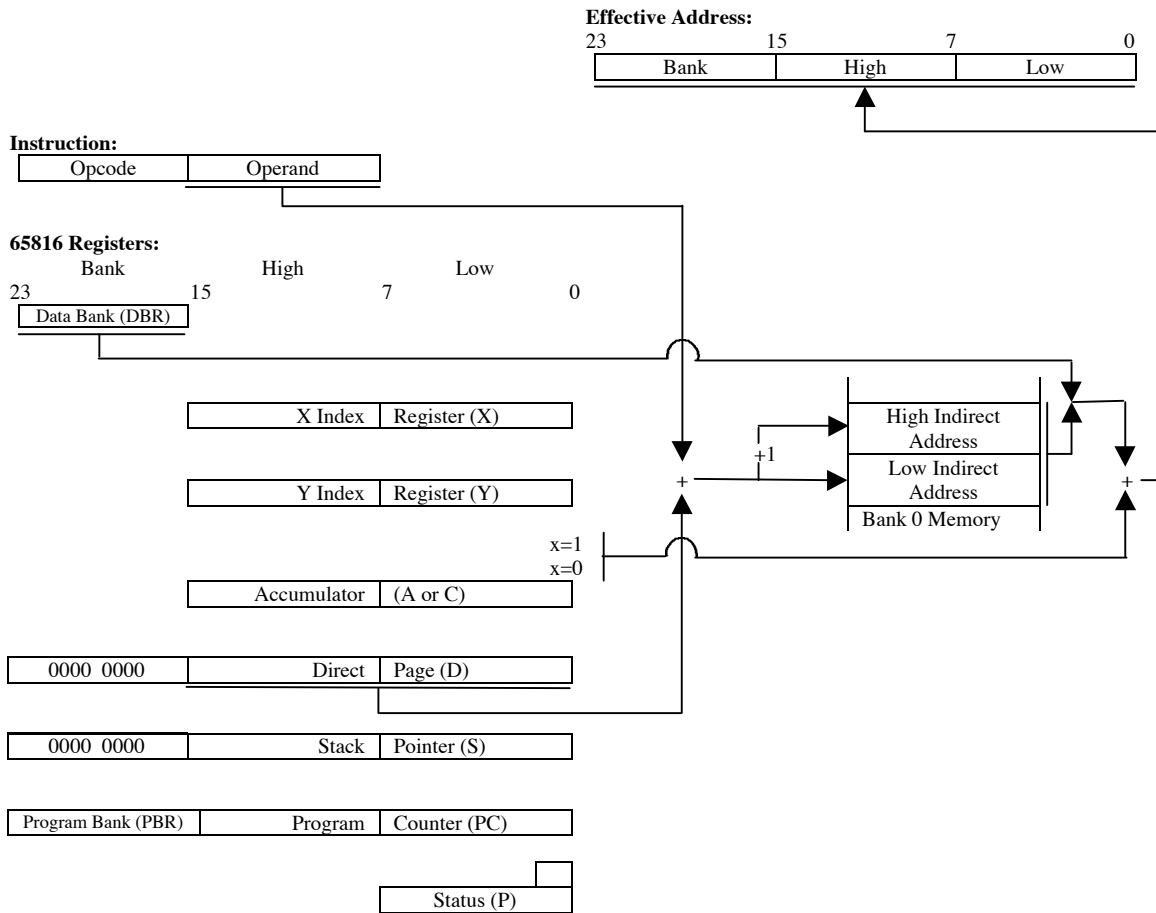 Effective Address:
23 15 7 0
Bank High Low
Instruction:
Opcode Operand
65816 Registers:
Bank High Low
23 15 7 0
Data Bank (DBR)
X Index Register (X)
High Indirect
Address
+1
Y Index Register (Y)
+
Low Indirect
Address
+
Bank 0 Memory
x=1
x=0
Accumulator (A or C)
0000 0000 Direct Page (D)
0000 0000 Stack Pointer (S)
Program Bank (PBR) Program Counter (PC)
Status (P)